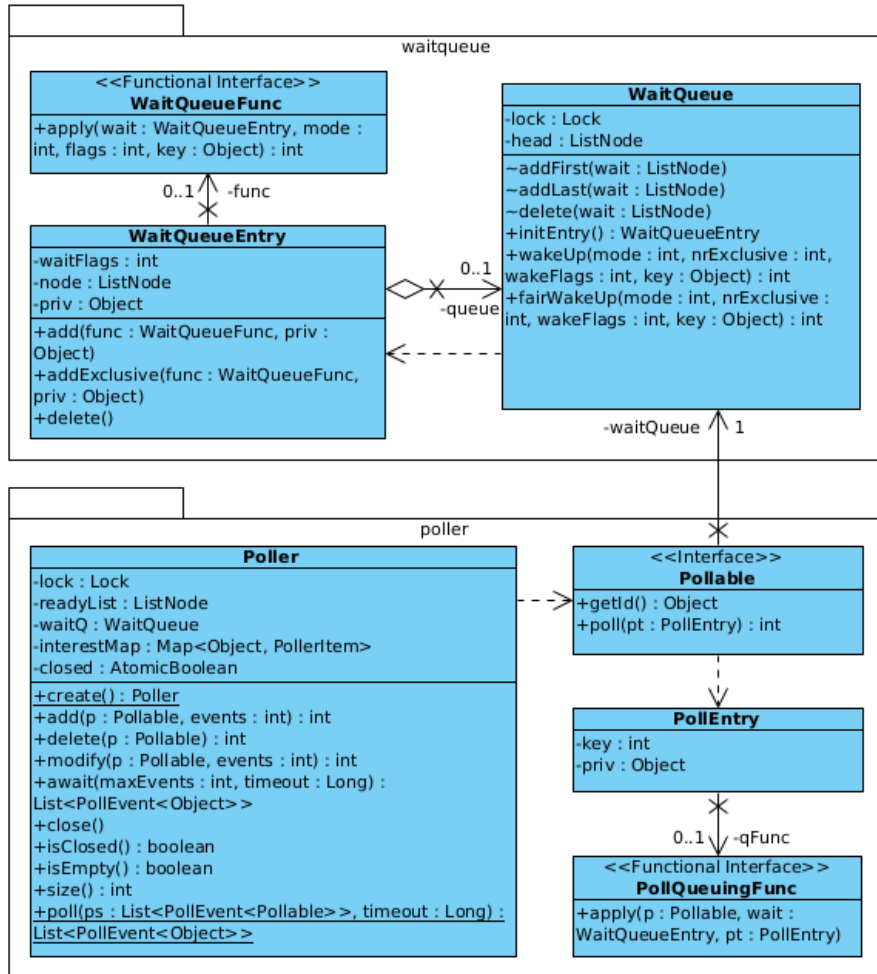 waitqueue
<<Functional Interface>>
WaitQueueFunc
+apply(wait : WaitQueueEntry, mode :
int, flags : int, key : Object) : int
0..1
-func
WaitQueueEntry
-waitFlags : int
-node : ListNode
-priv : Object
+add(func : WaitQueueFunc, priv :
Object)
+addExclusive(func : WaitQueueFunc,
priv : Object)
+delete()
0..1
-queue
WaitQueue
-lock : Lock
-head : ListNode
~addFirst(wait : ListNode)
~addLast(wait : ListNode)
~delete(wait : ListNode)
+initEntry() : WaitQueueEntry
+wakeUp(mode : int, nrExclusive : int,
wakeFlags : int, key : Object) : int
+fairWakeUp(mode : int, nrExclusive :
int, wakeFlags : int, key : Object) : int
-waitQueue
1
poller
Poller
-lock : Lock
-readyList : ListNode
-waitQ : WaitQueue
-interestMap : Map<Object, PollerItem>
-closed : AtomicBoolean
+create() : Poller
+add(p : Pollable, events : int) : int
+delete(p : Pollable) : int
+modify(p : Pollable, events : int) : int
+await(maxEvents : int, timeout : Long) :
List<PollEvent<Object>>
+close()
+isClosed() : boolean
+isEmpty() : boolean
+size() : int
+poll(ps : List<PollEvent<Pollable>>, timeout : Long) :
List<PollEvent<Object>>
<<Interface>>
Pollable
+getId() : Object
+poll(pt : PollEntry) : int
PollEntry
-key : int
-priv : Object
0..1
-qFunc
<<Functional Interface>>
PollQueuingFunc
+apply(p : Pollable, wait :
WaitQueueEntry, pt : PollEntry)